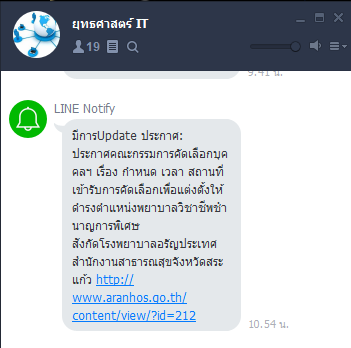 ยุทธศาสตร์ IT
19
9.41 น.
LINE Notify
มีการUpdate ประกาศ:
ประกาศคณะกรรมการคัดเลือกบุค
คลฯ เรื่อง กำหนด เวลา สถานที่
เข้ารับการคัดเลือกเพื่อแต่งตั้งให้
ดำรงตำแหน่งพยาบาลวิชาชีพชำ
นาญการพิเศษ
สังกัดโรงพยาบาลอรัญประเทศ
สำนักงานสาธารณสุขจังหวัดสระ
แก้ว http://
www.aranhos.go.th/
content/view/?id=212
10.54 น.